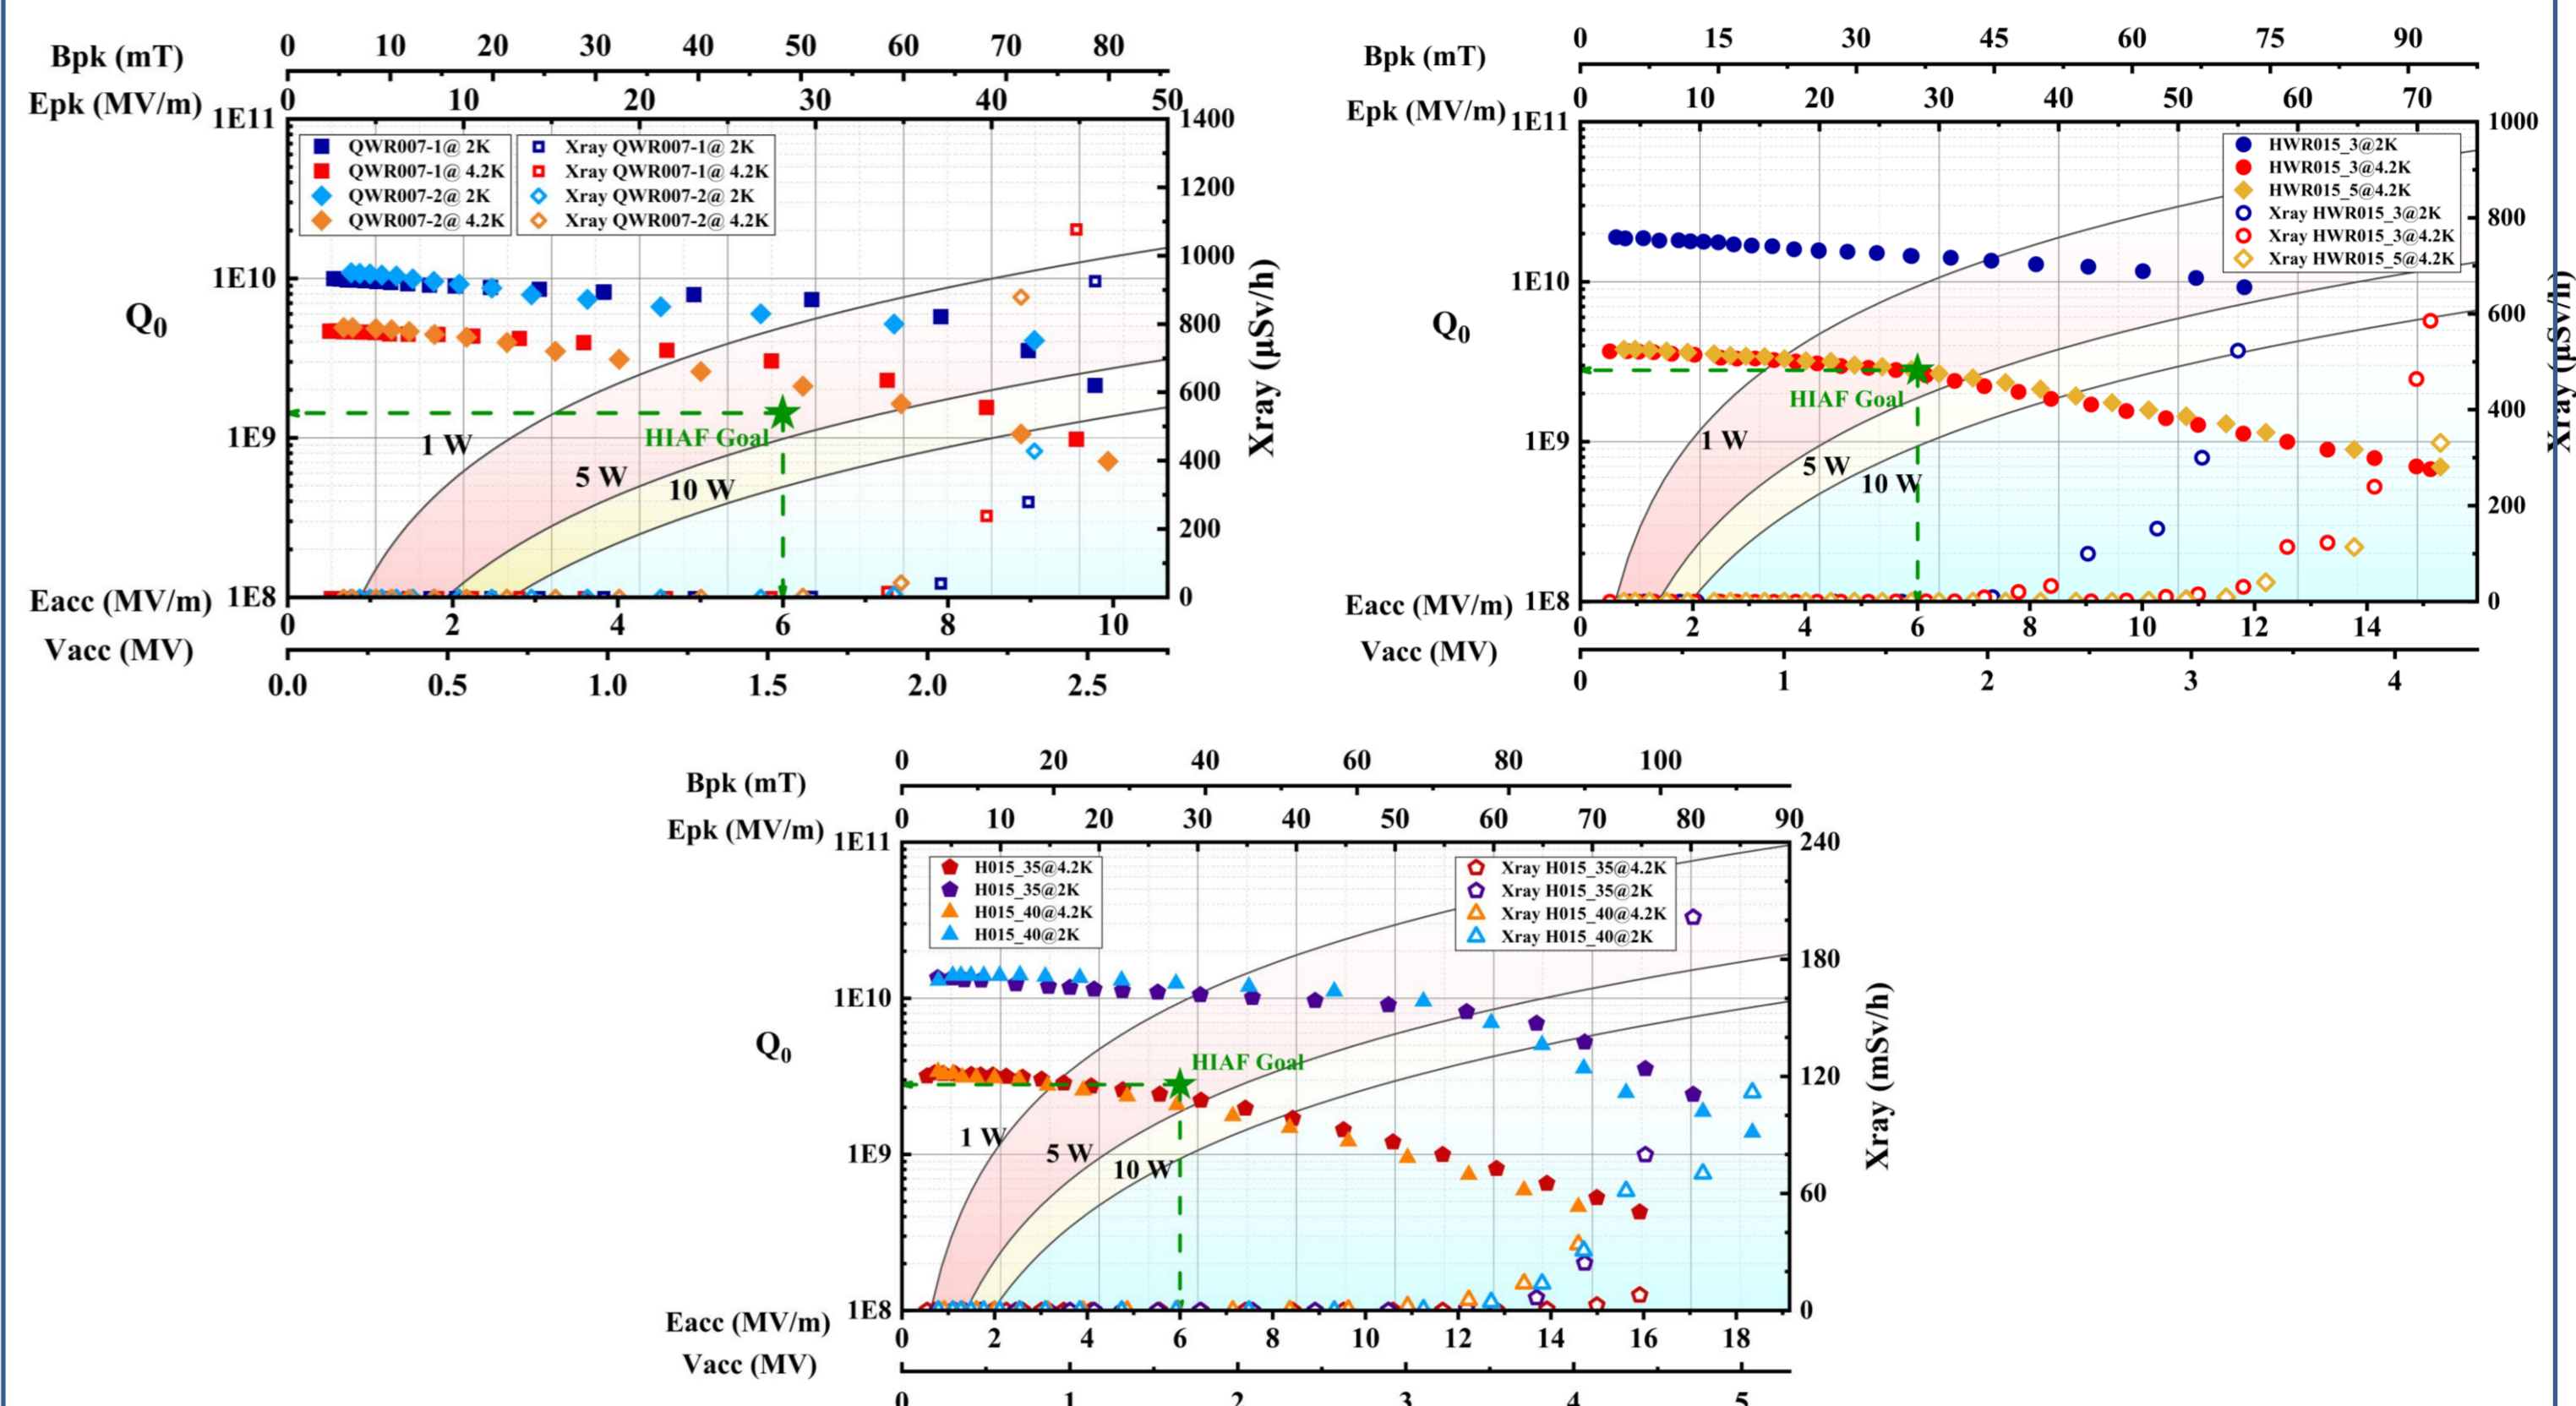 Bpk (mT)
0 10 20 30 40 50 60 70 80
Epk (MV/m)
0 10 20 30 40 50
1E11
1E10
1E9
1E8
Q0
QWR007-1@ 2K
QWR007-1@ 4.2K
QWR007-2@ 2K
QWR007-2@ 4.2K
Xray QWR007-1@ 2K
Xray QWR007-1@ 4.2K
Xray QWR007-2@ 2K
Xray QWR007-2@ 4.2K
1400
1200
1000
800
600
400
200
0
Xray (μSv/h)
HIAF Goal
1 W
5 W
10 W
Eacc (MV/m)
0 2 4 6 8 10
Vacc (MV)
0.0 0.5 1.0 1.5 2.0 2.5
Bpk (mT)
0 15 30 45 60 75 90
Epk (MV/m)
0 10 20 30 40 50 60 70
1E11
1E10
1E9
1E8
Q0
HWR015_3@2K
HWR015_3@4.2K
HWR015_5@4.2K
Xray HWR015_3@2K
Xray HWR015_3@4.2K
Xray HWR015_5@4.2K
1000
800
600
400
200
0
Xray (μSv/h)
HIAF Goal
1 W
5 W
10 W
Eacc (MV/m)
0 2 4 6 8 10 12 14
Vacc (MV)
0 1 2 3 4
Bpk (mT)
0 20 40 60 80 100
Epk (MV/m)
0 10 20 30 40 50 60 70 80 90
1E11
1E10
1E9
1E8
Q0
H015_35@4.2K
H015_35@2K
H015_40@4.2K
H015_40@2K
Xray H015_35@4.2K
Xray H015_35@2K
Xray H015_40@4.2K
Xray H015_40@2K
240
180
120
60
0
Xray (mSv/h)
HIAF Goal
1 W
5 W
10 W
Eacc (MV/m)
0 2 4 6 8 10 12 14 16 18
Vacc (MV)
0 1 2 3 4 5